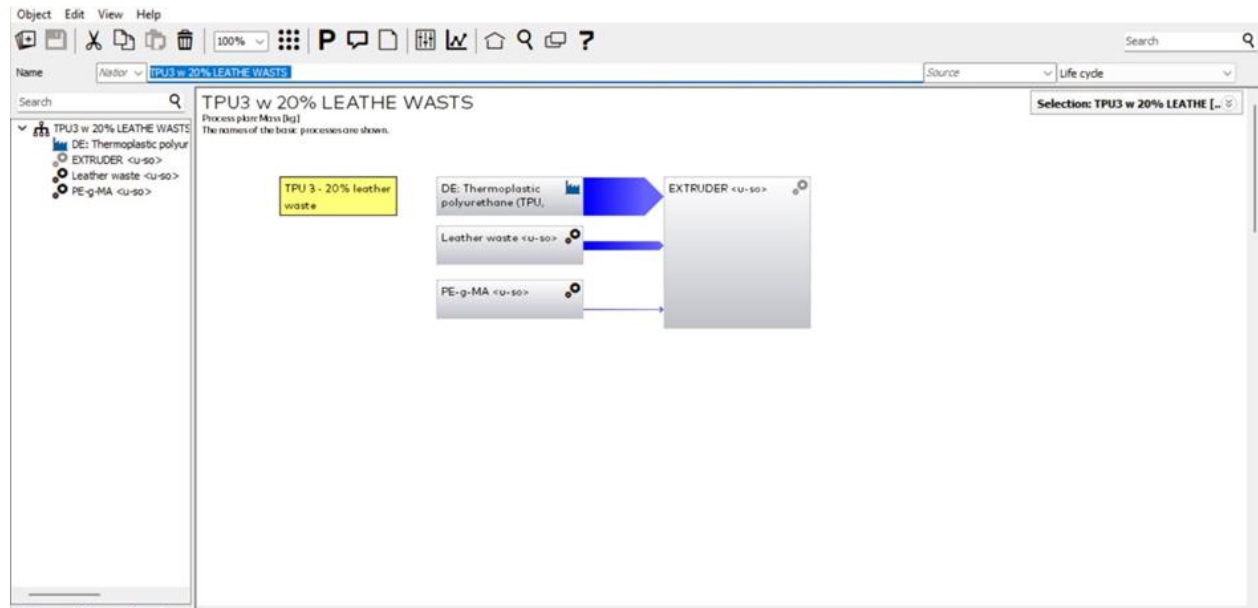 Object Edit View Help
100% P ?
Search
Name Nation TPU3 w 20% LEATHE WASTS Source Life cycle
Search
TPU3 w 20% LEATHE WASTS
DE: Thermoplastic polyur
EXTRUDER <u-so>
Leather waste <u-so>
PE-g-MA <u-so>
TPU3 w 20% LEATHE WASTS
Process plan: Mass [kg]
The names of the basic processes are shown.
Selection: TPU3 w 20% LEATHE [...
TPU 3 - 20% leather
waste
DE: Thermoplastic
polyurethane (TPU,
Leather waste <u-so>
PE-g-MA <u-so>
EXTRUDER <u-so>